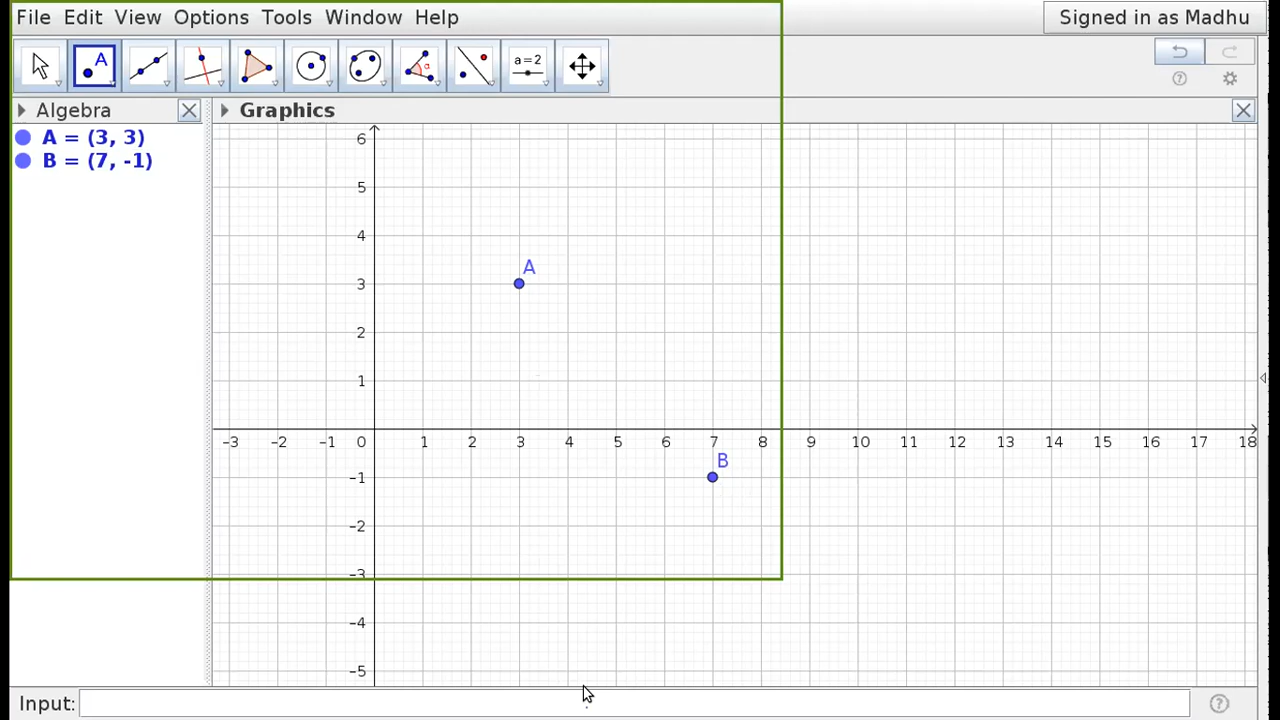 File Edit View Options Tools Window Help
Signed in as Madhu
A
α
a=2
Algebra
Graphics
A = (3, 3)
B = (7, -1)
6
5
4
3
2
1
A
-3 -2 -1 0 1 2 3 4 5 6 7 8 9 10 11 12 13 14 15 16 17 18
B
-1
-2
-3
-4
-5
Input: